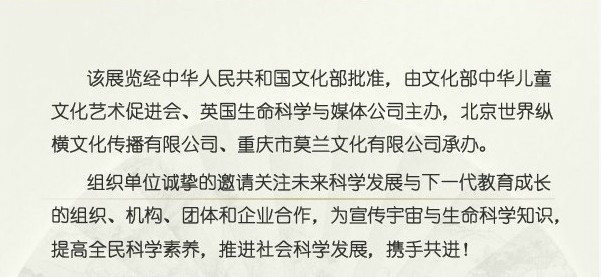 该展览经中华人民共和国文化部批准，由文化部中华儿童
文化艺术促进会、英国生命科学与媒体公司主办，北京世界纵
横文化传播有限公司、重庆市莫兰文化有限公司承办。
组织单位诚挚的邀请关注未来科学发展与下一代教育成长
的组织、机构、团体和企业合作，为宣传宇宙与生命科学知识，
提高全民科学素养，推进社会科学发展，携手共进！